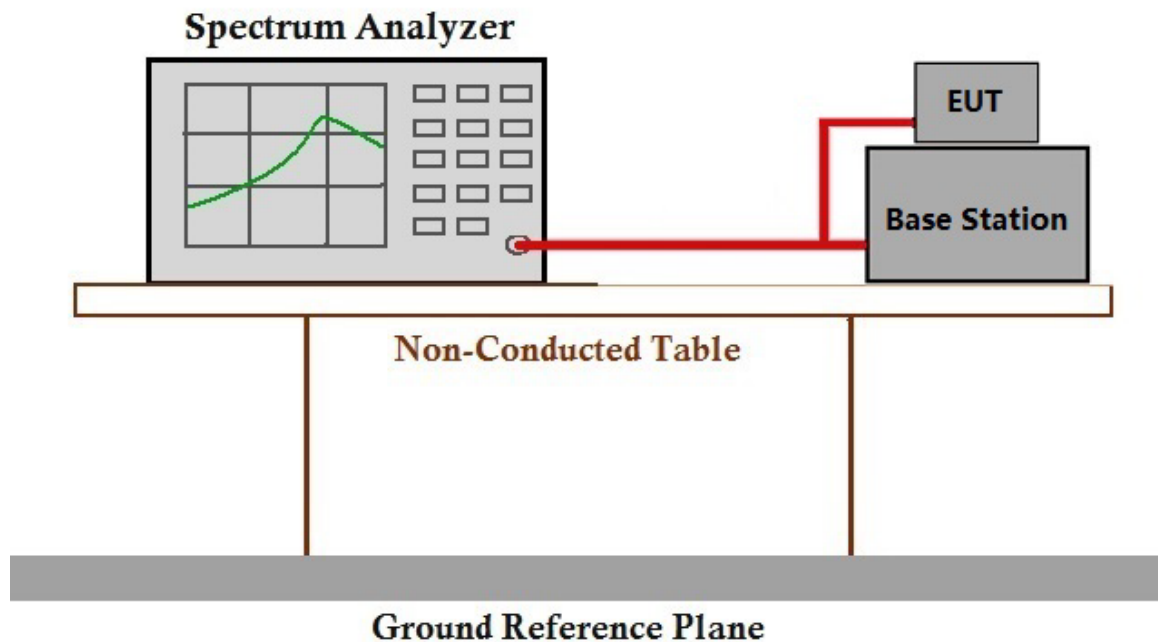 Spectrum Analyzer
EUT
Base Station
Non-Conducted Table
Ground Reference Plane